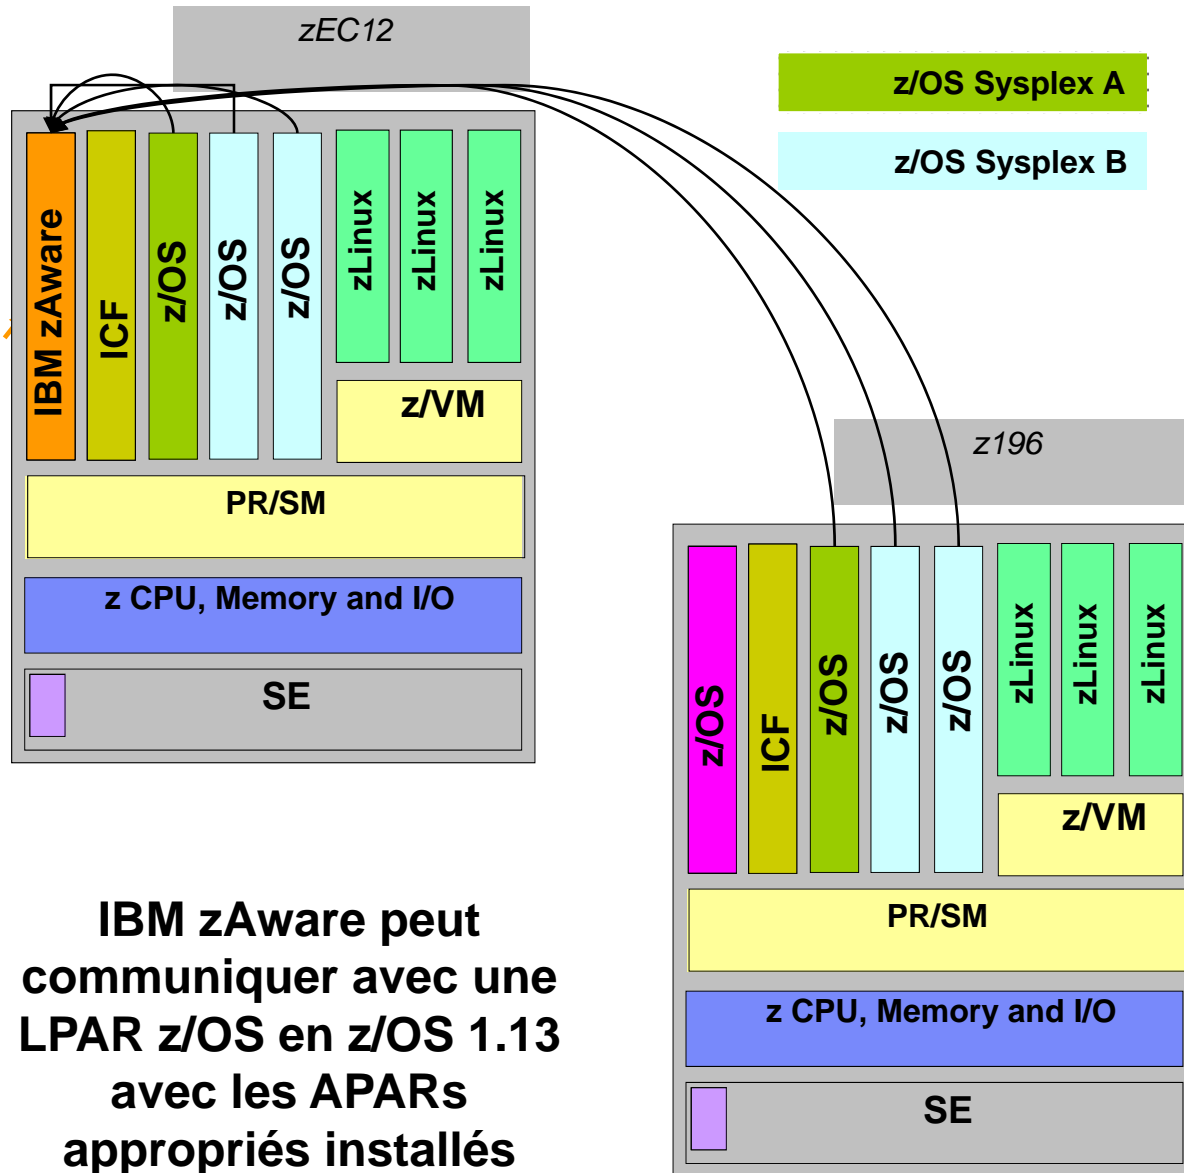 zEC12
z/OS Sysplex A
z/OS Sysplex B
IBM zAware
ICF
z/OS
z/OS
z/OS
zLinux
zLinux
zLinux
z/VM
PR/SM
z CPU, Memory and I/O
SE
z196
z/OS
ICF
z/OS
z/OS
z/OS
zLinux
zLinux
zLinux
z/VM
PR/SM
z CPU, Memory and I/O
SE
IBM zAware peut
communiquer avec une
LPAR z/OS en z/OS 1.13
avec les APARs
appropriés installés